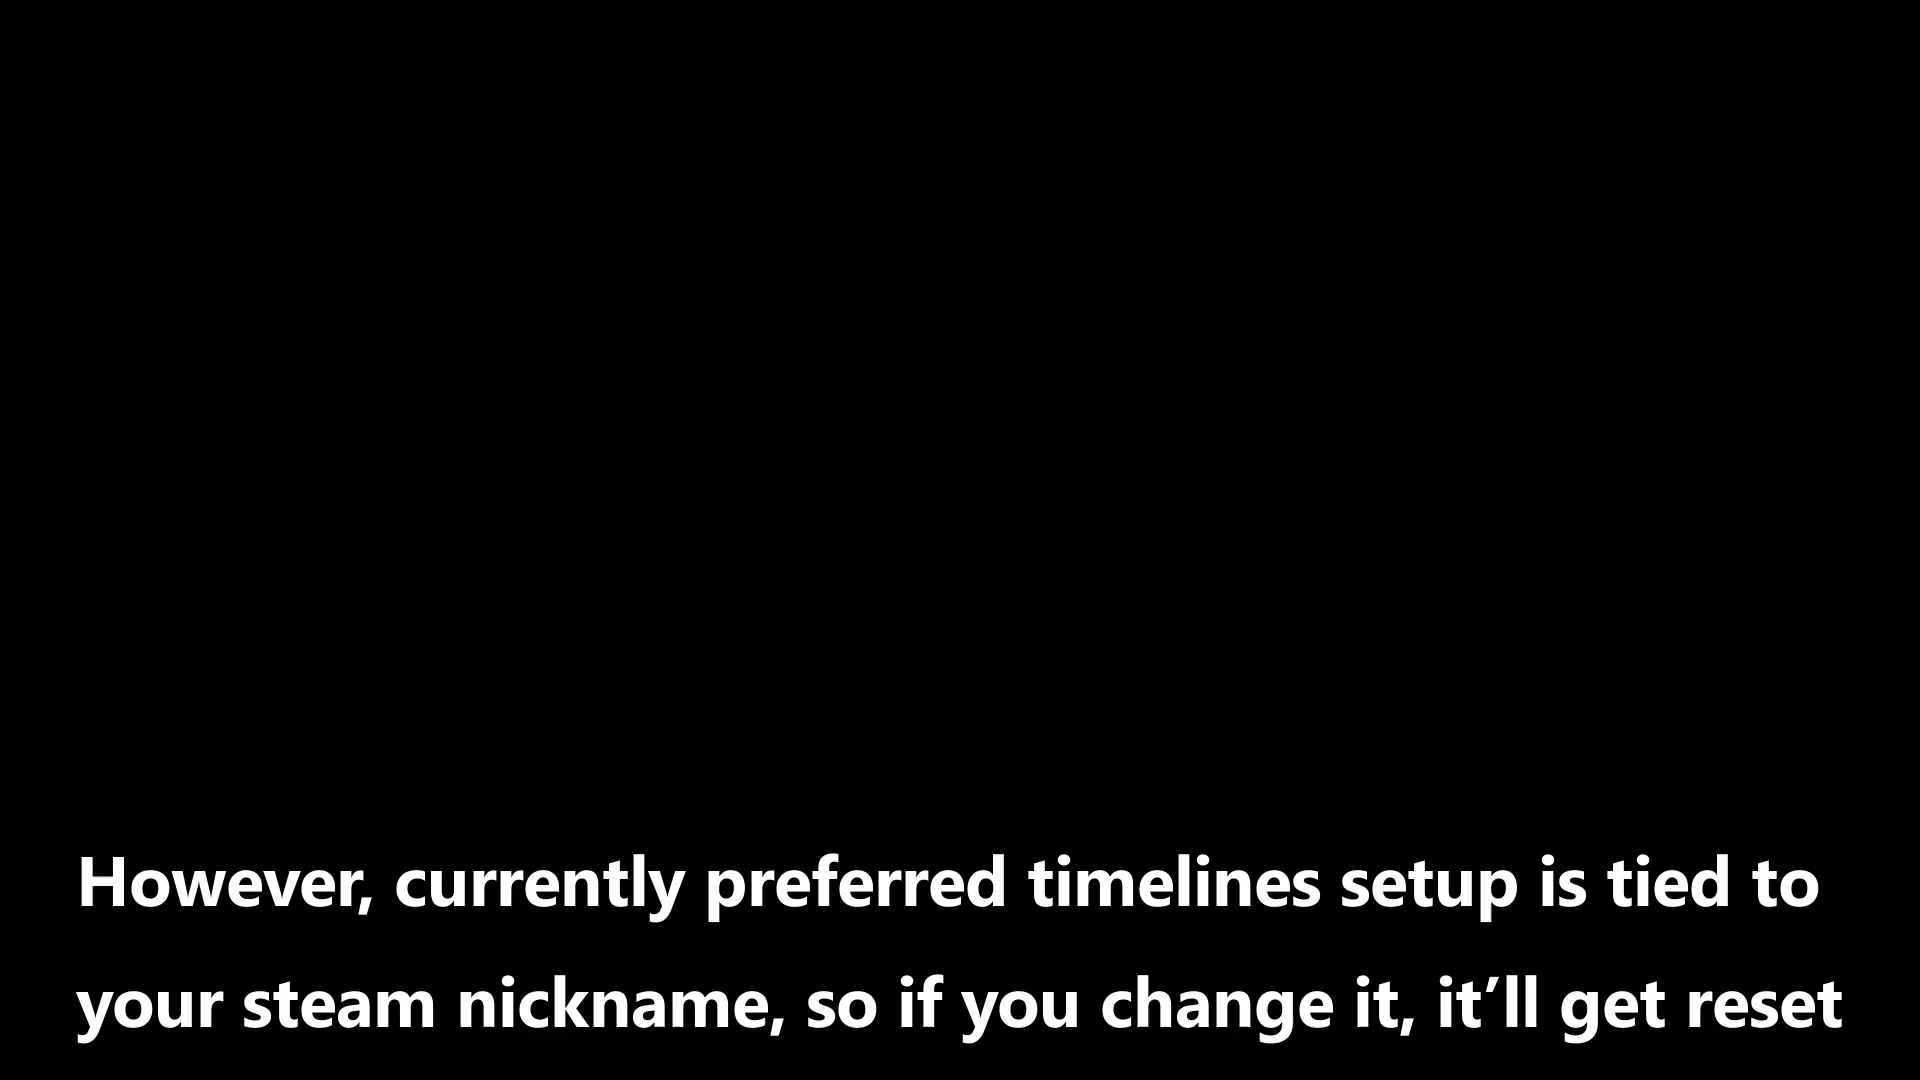 However, currently preferred timelines setup is tied to
your steam nickname, so if you change it, it’ll get reset